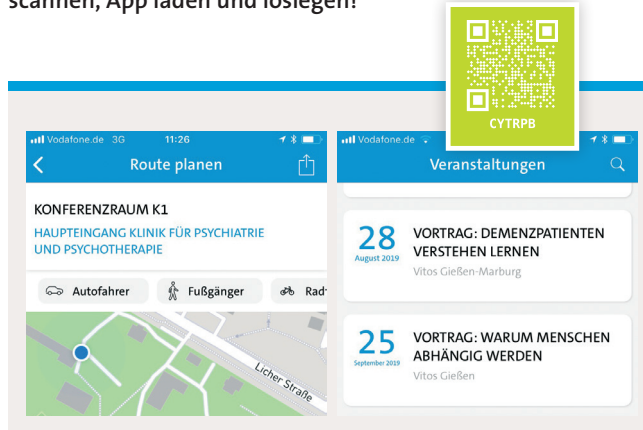 scannen, App laden und loslegen!
CYTRPB
Vodafone.de 3G 11:26
Route planen
KONFERENZRAUM K1
HAUPTEINGANG KLINIK FÜR PSYCHIATRIE
UND PSYCHOTHERAPIE
Autofahrer Fußgänger Rad
Licher Straße
Vodafone.de
Veranstaltungen
28
August 2019
VORTRAG: DEMENZPATIENTEN
VERSTEHEN LERNEN
Vitos Gießen-Marburg
25
September 2019
VORTRAG: WARUM MENSCHEN
ABHÄNGIG WERDEN
Vitos Gießen